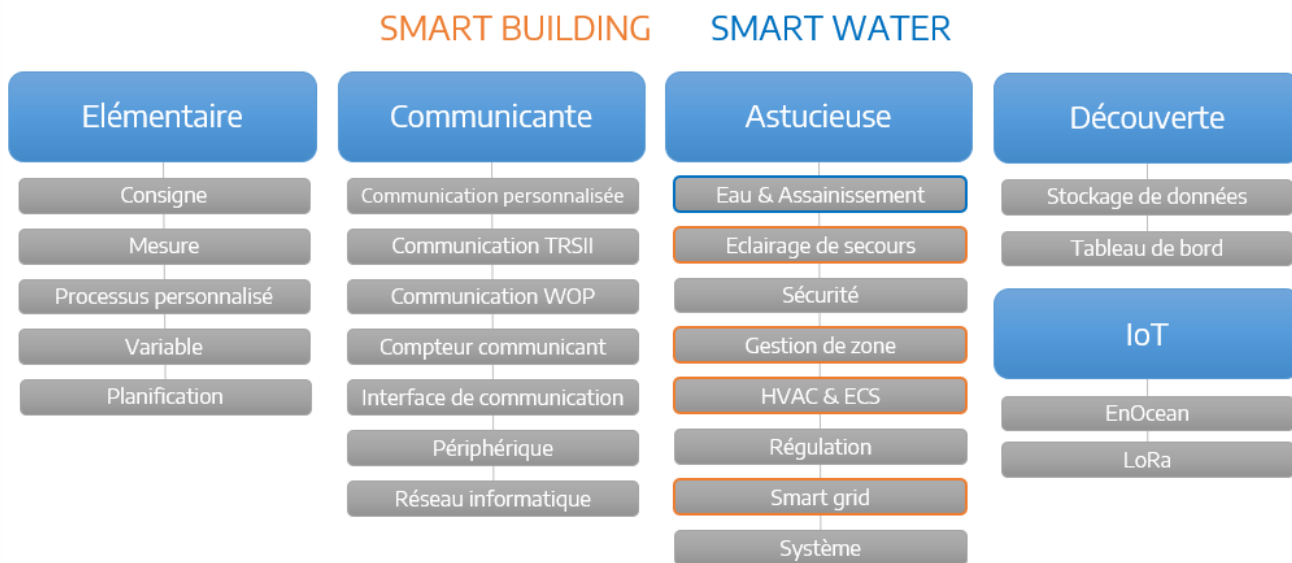 SMART BUILDING SMART WATER
Elémentaire
Consigne
Mesure
Processus personnalisé
Variable
Planification
Communicante
Communication personnalisée
Communication TRSII
Communication WOP
Compteur communicant
Interface de communication
Périphérique
Réseau informatique
Astucieuse
Eau & Assainissement
Eclairage de secours
Sécurité
Gestion de zone
HVAC & ECS
Régulation
Smart grid
Système
Découverte
Stockage de données
Tableau de bord
IoT
EnOcean
LoRa